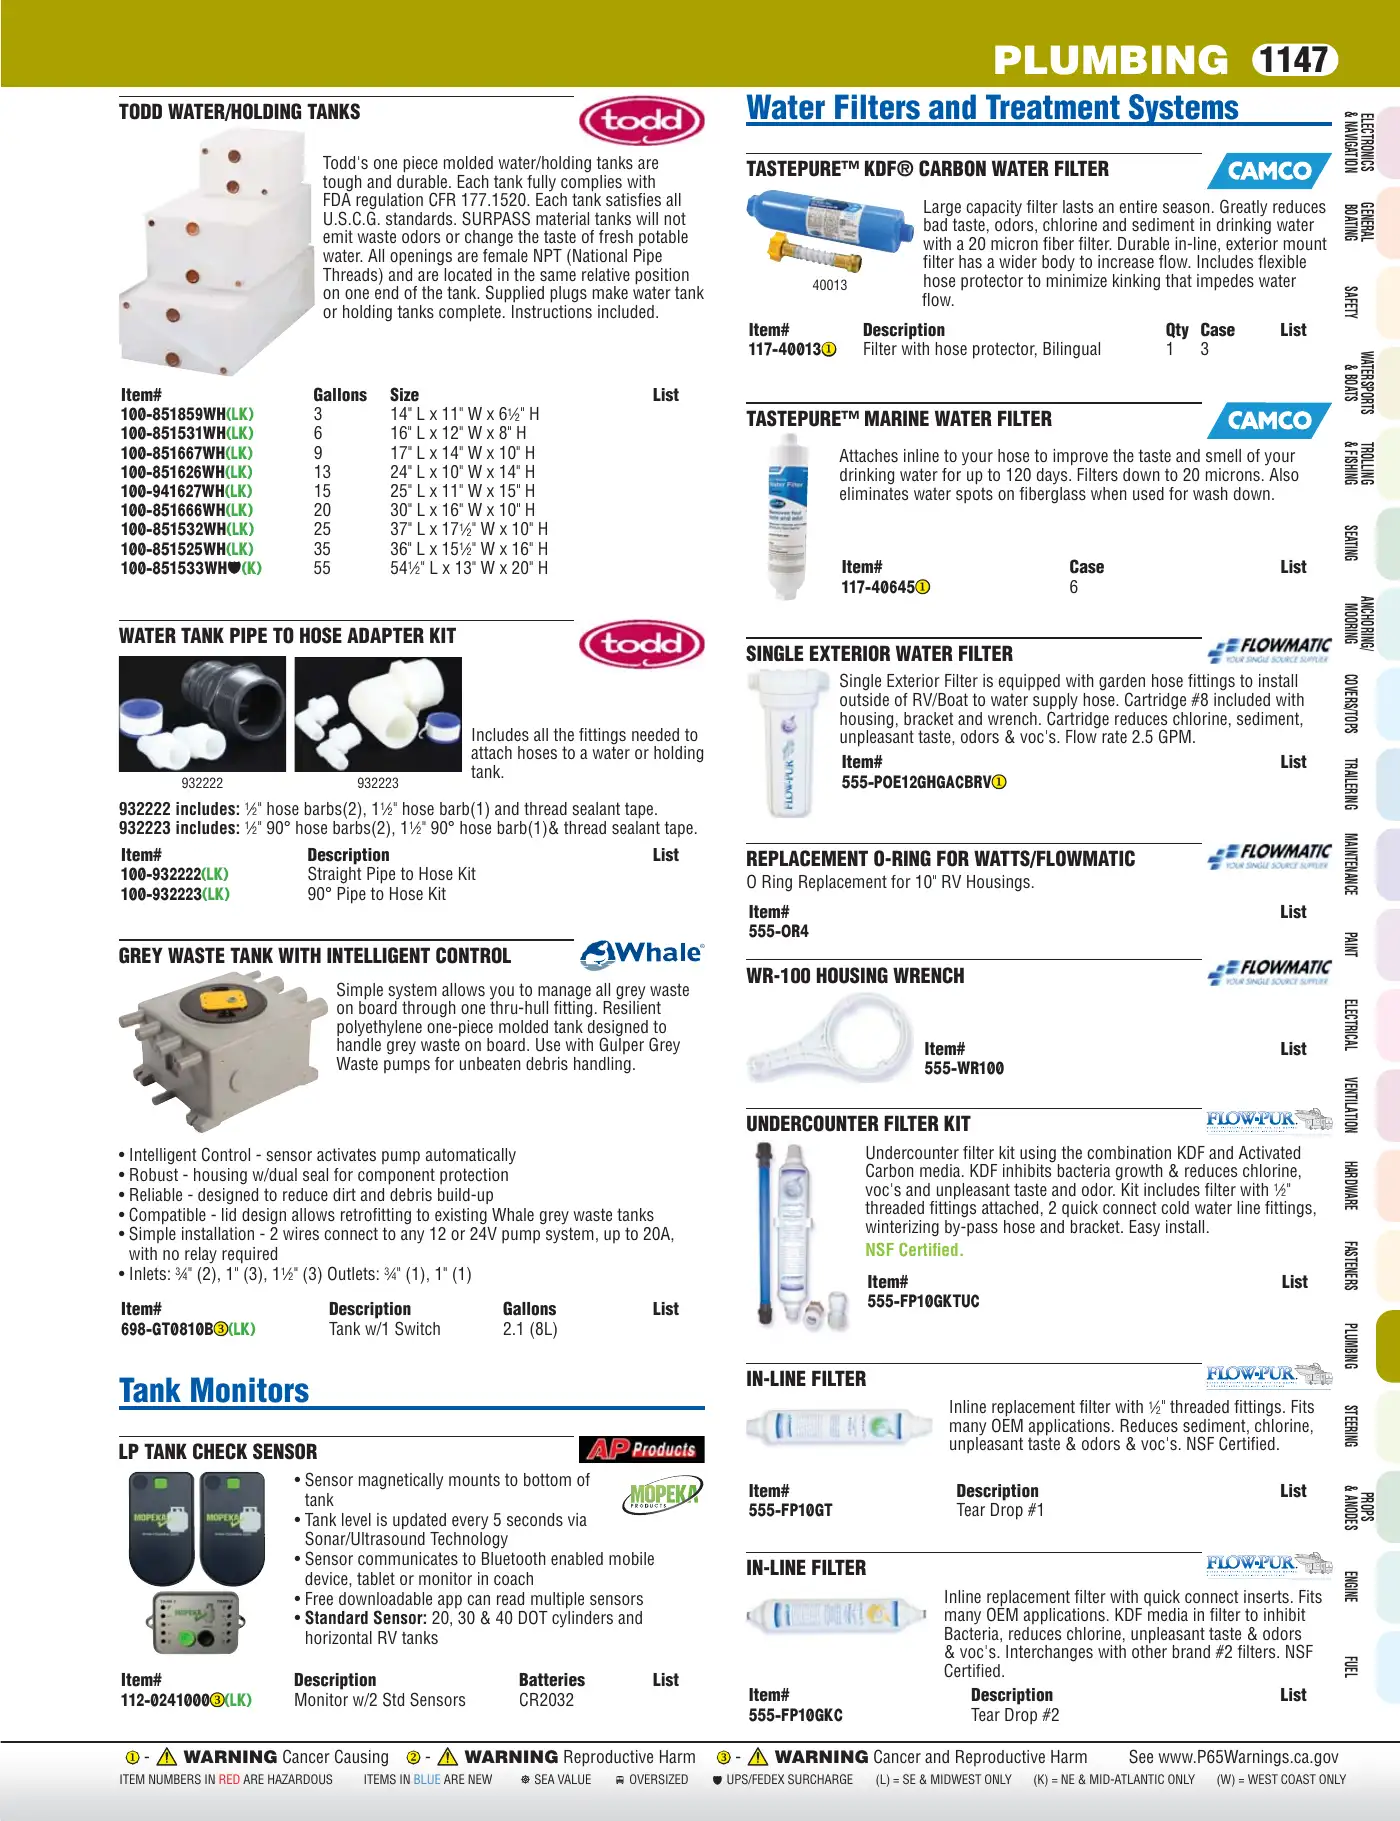 PLUMBING 1147
TODD WATER/HOLDING TANKS
todd
Todd's one piece molded water/holding tanks are
tough and durable. Each tank fully complies with
FDA regulation CFR 177.1520. Each tank satisfies all
U.S.C.G. standards. SURPASS material tanks will not
emit waste odors or change the taste of fresh potable
water. All openings are female NPT (National Pipe
Threads) and are located in the same relative position
on one end of the tank. Supplied plugs make water tank
or holding tanks complete. Instructions included.
Item# Gallons Size List
100-851859WH(LK) 3 14" L x 11" W x 6½" H
100-851531WH(LK) 6 16" L x 12" W x 8" H
100-851667WH(LK) 9 17" L x 14" W x 10" H
100-851626WH(LK) 13 24" L x 10" W x 14" H
100-941627WH(LK) 15 25" L x 11" W x 15" H
100-851666WH(LK) 20 30" L x 16" W x 10" H
100-851532WH(LK) 25 37" L x 17½" W x 10" H
100-851525WH(LK) 35 36" L x 15½" W x 16" H
100-851533WH(K) 55 54½" L x 13" W x 20" H
WATER TANK PIPE TO HOSE ADAPTER KIT
todd
Includes all the fittings needed to
attach hoses to a water or holding
tank.
932222 932223
932222 includes: ½" hose barbs(2), 1½" hose barb(1) and thread sealant tape.
932223 includes: ½" 90° hose barbs(2), 1½" 90° hose barb(1)& thread sealant tape.
Item# Description List
100-932222(LK) Straight Pipe to Hose Kit
100-932223(LK) 90° Pipe to Hose Kit
GREY WASTE TANK WITH INTELLIGENT CONTROL
Whale®
Simple system allows you to manage all grey waste
on board through one thru-hull fitting. Resilient
polyethylene one-piece molded tank designed to
handle grey waste on board. Use with Gulper Grey
Waste pumps for unbeaten debris handling.
• Intelligent Control - sensor activates pump automatically
• Robust - housing w/dual seal for component protection
• Reliable - designed to reduce dirt and debris build-up
• Compatible - lid design allows retrofitting to existing Whale grey waste tanks
• Simple installation - 2 wires connect to any 12 or 24V pump system, up to 20A,
with no relay required
• Inlets: ¾" (2), 1" (3), 1½" (3) Outlets: ¾" (1), 1" (1)
Item# Description Gallons List
698-GT0810B③(LK) Tank w/1 Switch 2.1 (8L)
Tank Monitors
LP TANK CHECK SENSOR
AP Products
MOPEKA
PRODUCTS
MOPEKA
MOPEKA
MOPEKA
• Sensor magnetically mounts to bottom of
tank
• Tank level is updated every 5 seconds via
Sonar/Ultrasound Technology
• Sensor communicates to Bluetooth enabled mobile
device, tablet or monitor in coach
• Free downloadable app can read multiple sensors
• Standard Sensor: 20, 30 & 40 DOT cylinders and
horizontal RV tanks
Item# Description Batteries List
112-0241000③(LK) Monitor w/2 Std Sensors CR2032
Water Filters and Treatment Systems
TASTEPURE™ KDF® CARBON WATER FILTER
CAMCO
Large capacity filter lasts an entire season. Greatly reduces
bad taste, odors, chlorine and sediment in drinking water
with a 20 micron fiber filter. Durable in-line, exterior mount
filter has a wider body to increase flow. Includes flexible
hose protector to minimize kinking that impedes water
flow.
40013
Item# Description Qty Case List
117-40013① Filter with hose protector, Bilingual 1 3
TASTEPURE™ MARINE WATER FILTER
CAMCO
Attaches inline to your hose to improve the taste and smell of your
drinking water for up to 120 days. Filters down to 20 microns. Also
eliminates water spots on fiberglass when used for wash down.
Item# Case List
117-40645① 6
SINGLE EXTERIOR WATER FILTER
FLOWMATIC
YOUR SINGLE SOURCE SUPPLIER
Single Exterior Filter is equipped with garden hose fittings to install
outside of RV/Boat to water supply hose. Cartridge #8 included with
housing, bracket and wrench. Cartridge reduces chlorine, sediment,
unpleasant taste, odors & voc's. Flow rate 2.5 GPM.
FLOW-PUR
Item# List
555-POE12GHGACBRV①
REPLACEMENT O-RING FOR WATTS/FLOWMATIC
FLOWMATIC
YOUR SINGLE SOURCE SUPPLIER
O Ring Replacement for 10" RV Housings.
Item# List
555-OR4
WR-100 HOUSING WRENCH
FLOWMATIC
YOUR SINGLE SOURCE SUPPLIER
Item# List
555-WR100
UNDERCOUNTER FILTER KIT
FLOW-PUR.
Undercounter filter kit using the combination KDF and Activated
Carbon media. KDF inhibits bacteria growth & reduces chlorine,
voc's and unpleasant taste and odor. Kit includes filter with ½"
threaded fittings attached, 2 quick connect cold water line fittings,
winterizing by-pass hose and bracket. Easy install.
NSF Certified.
Item# List
555-FP10GKTUC
IN-LINE FILTER
FLOW-PUR.
Inline replacement filter with ½" threaded fittings. Fits
many OEM applications. Reduces sediment, chlorine,
unpleasant taste & odors & voc's. NSF Certified.
Item# Description List
555-FP10GT Tear Drop #1
IN-LINE FILTER
FLOW-PUR.
Inline replacement filter with quick connect inserts. Fits
many OEM applications. KDF media in filter to inhibit
Bacteria, reduces chlorine, unpleasant taste & odors
& voc's. Interchanges with other brand #2 filters. NSF
Certified.
Item# Description List
555-FP10GKC Tear Drop #2
ELECTRONICS
& NAVIGATION
GENERAL
BOATING
SAFETY
WATERSPORTS
& BOATS
TROLLING
& FISHING
SEATING
ANCHORING/
MOORING
COVERS/TOPS
TRAILERING
MAINTENANCE
PAINT
ELECTRICAL
VENTILATION
HARDWARE
FASTENERS
PLUMBING
STEERING
PROPS
& ANODES
ENGINE
FUEL
① - ⚠ WARNING Cancer Causing ② - ⚠ WARNING Reproductive Harm ③ - ⚠ WARNING Cancer and Reproductive Harm See www.P65Warnings.ca.gov
ITEM NUMBERS IN RED ARE HAZARDOUS ITEMS IN BLUE ARE NEW SEA VALUE OVERSIZED UPS/FEDEX SURCHARGE (L) = SE & MIDWEST ONLY (K) = NE & MID-ATLANTIC ONLY (W) = WEST COAST ONLY